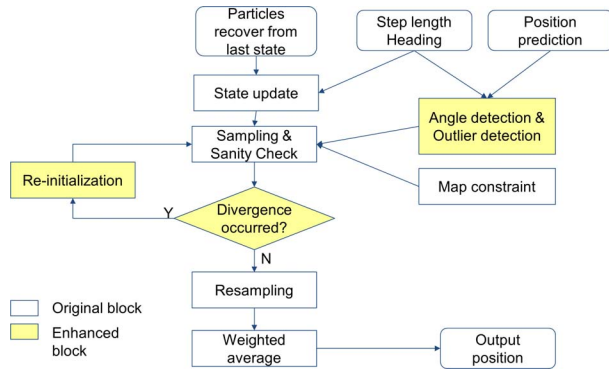 Particles
recover from
last state
Step length
Heading
Position
prediction
State update
Angle detection &
Outlier detection
Sampling &
Sanity Check
Re-initialization
Map constraint
Divergence
occurred?
Y
N
Resampling
Original block
Enhanced
block
Weighted
average
Output
position